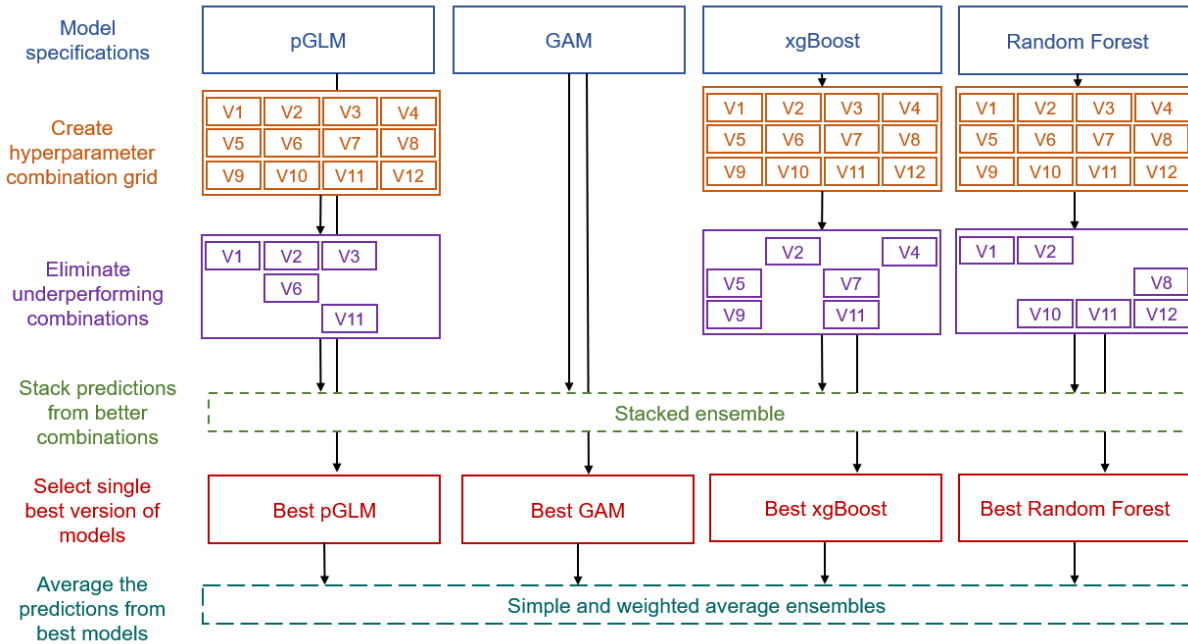 Model
specifications
pGLM
GAM
xgBoost
Random Forest
Create
hyperparameter
combination grid
V1 V2 V3 V4
V5 V6 V7 V8
V9 V10 V11 V12
V1 V2 V3 V4
V5 V6 V7 V8
V9 V10 V11 V12
V1 V2 V3 V4
V5 V6 V7 V8
V9 V10 V11 V12
Eliminate
underperforming
combinations
V1 V2 V3
V6
V11
V2 V4
V5 V7
V9 V11
V1 V2
V8
V10 V11 V12
Stack predictions
from better
combinations
Stacked ensemble
Select single
best version of
models
Best pGLM
Best GAM
Best xgBoost
Best Random Forest
Average the
predictions from
best models
Simple and weighted average ensembles